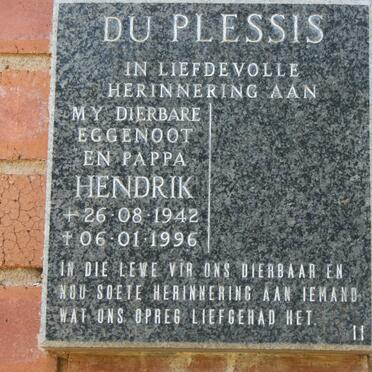 DU PLESSIS
IN LIEFDEVOLLE
HERINNERING AAN
MY DIERBARE
EGGENOOT
EN PAPPA
HENDRIK
+ 26·08·1942
† 06·01·1996
IN DIE LEWE VIR ONS DIERBAAR EN
NOU SOETE HERINNERING AAN IEMAND
WAT ONS OPREG LIEFGEHAD HET.
11